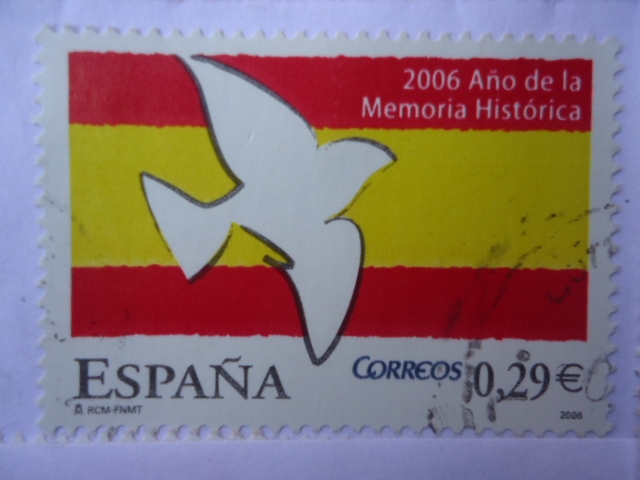 2006 Año de la
Memoria Histórica
ESPAÑA
CORREOS 0,29€
RCM-FNMT
2006